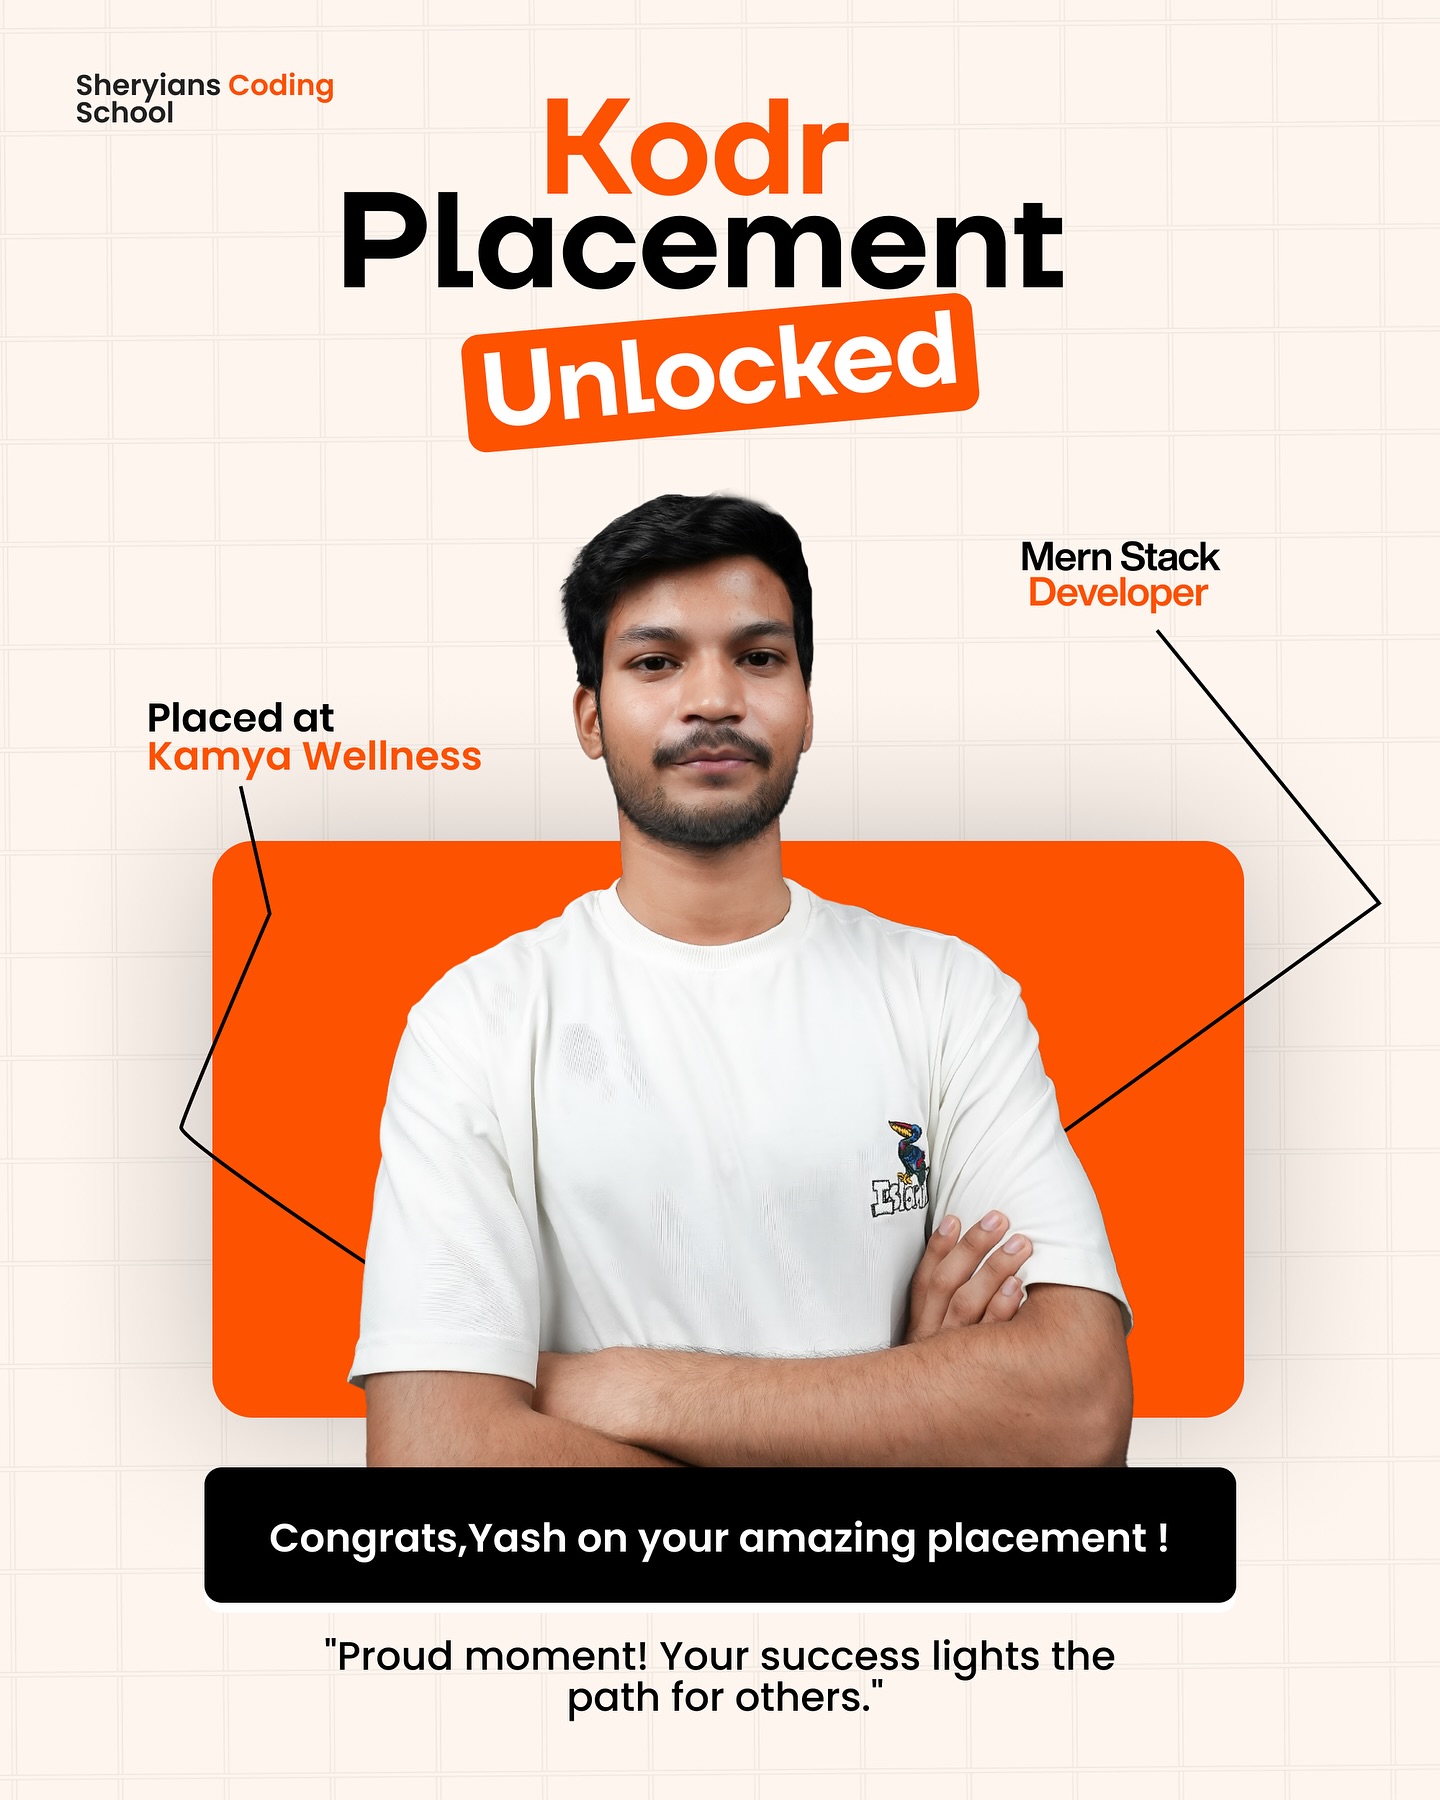 Sheryians Coding
School
Kodr
Placement
Unlocked
Mern Stack
Developer
Placed at
Kamya Wellness
Congrats,Yash on your amazing placement !
"Proud moment! Your success lights the
path for others."